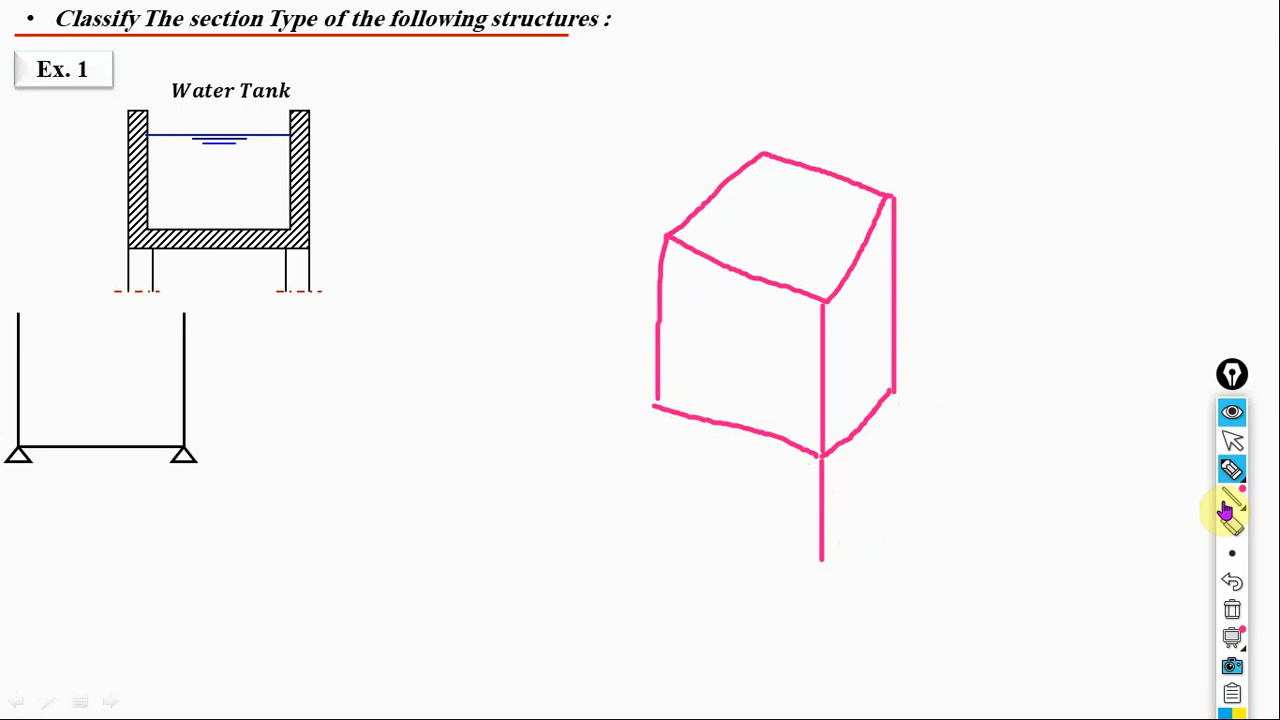 • Classify The section Type of the following structures :
Ex. 1
Water Tank